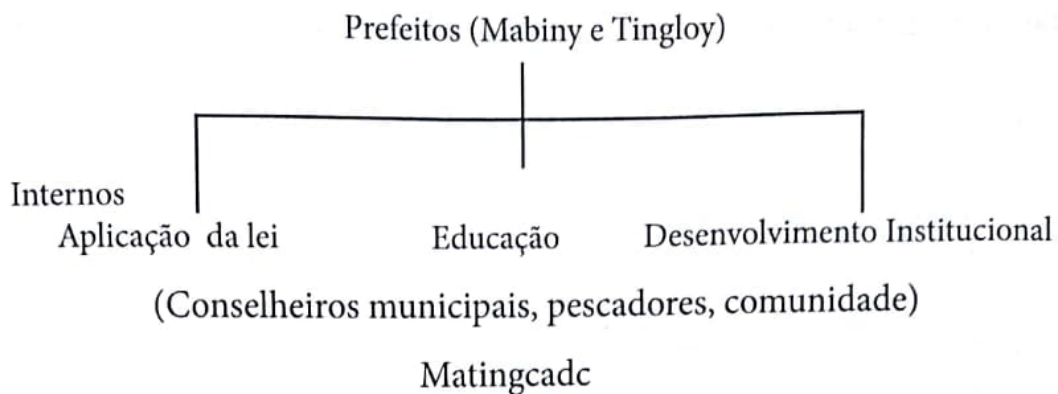 Prefeitos (Mabiny e Tingloy)
Internos
Aplicação da lei
Educação
Desenvolvimento Institucional
(Conselheiros municipais, pescadores, comunidade)
Matingcadc